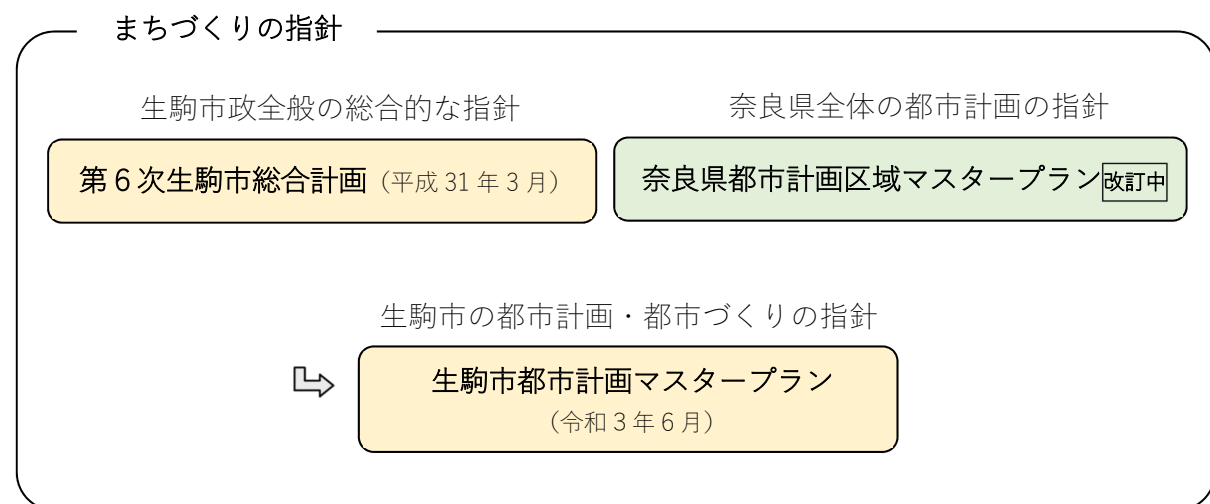 まちづくりの指針
生駒市政全般の総合的な指針
第6次生駒市総合計画（平成 31 年 3 月）
奈良県全体の都市計画の指針
奈良県都市計画区域マスタープラン 改訂中
生駒市の都市計画・都市づくりの指針
生駒市都市計画マスタープラン
（令和 3 年 6 月）